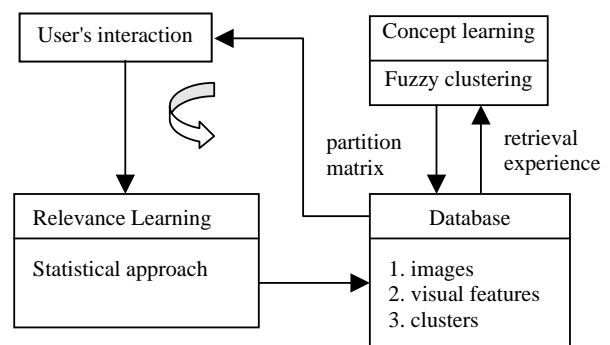 User's interaction
Concept learning
Fuzzy clustering
partition
matrix
retrieval
experience
Relevance Learning
Statistical approach
Database
1. images
2. visual features
3. clusters